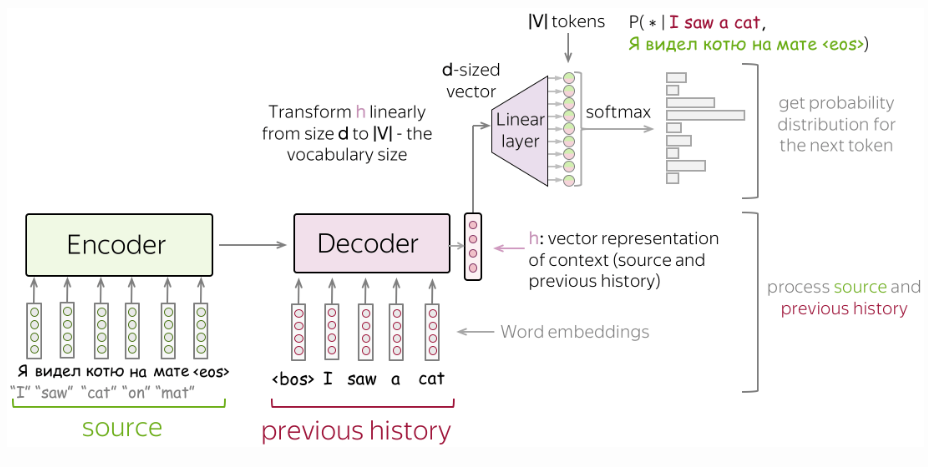 |V| tokens
P( * | I saw a cat,
Я видел котю на мате <eos>)
d-sized
vector
Transform h linearly
from size d to |V| - the
vocabulary size
Linear
layer
softmax
get probability
distribution for
the next token
Encoder
Decoder
h: vector representation
of context (source and
previous history)
process source and
previous history
Word embeddings
Я видел котю на мате <eos>
"I" "saw" "cat" "on" "mat"
<bos> I saw a cat
source
previous history